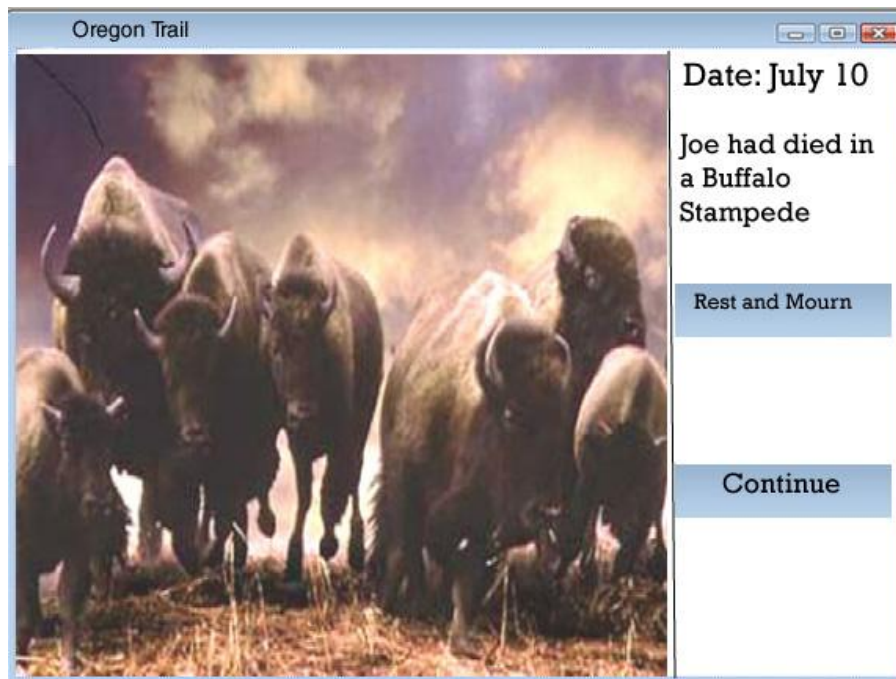 Oregon Trail
Date: July 10
Joe had died in
a Buffalo
Stampede
Rest and Mourn
Continue